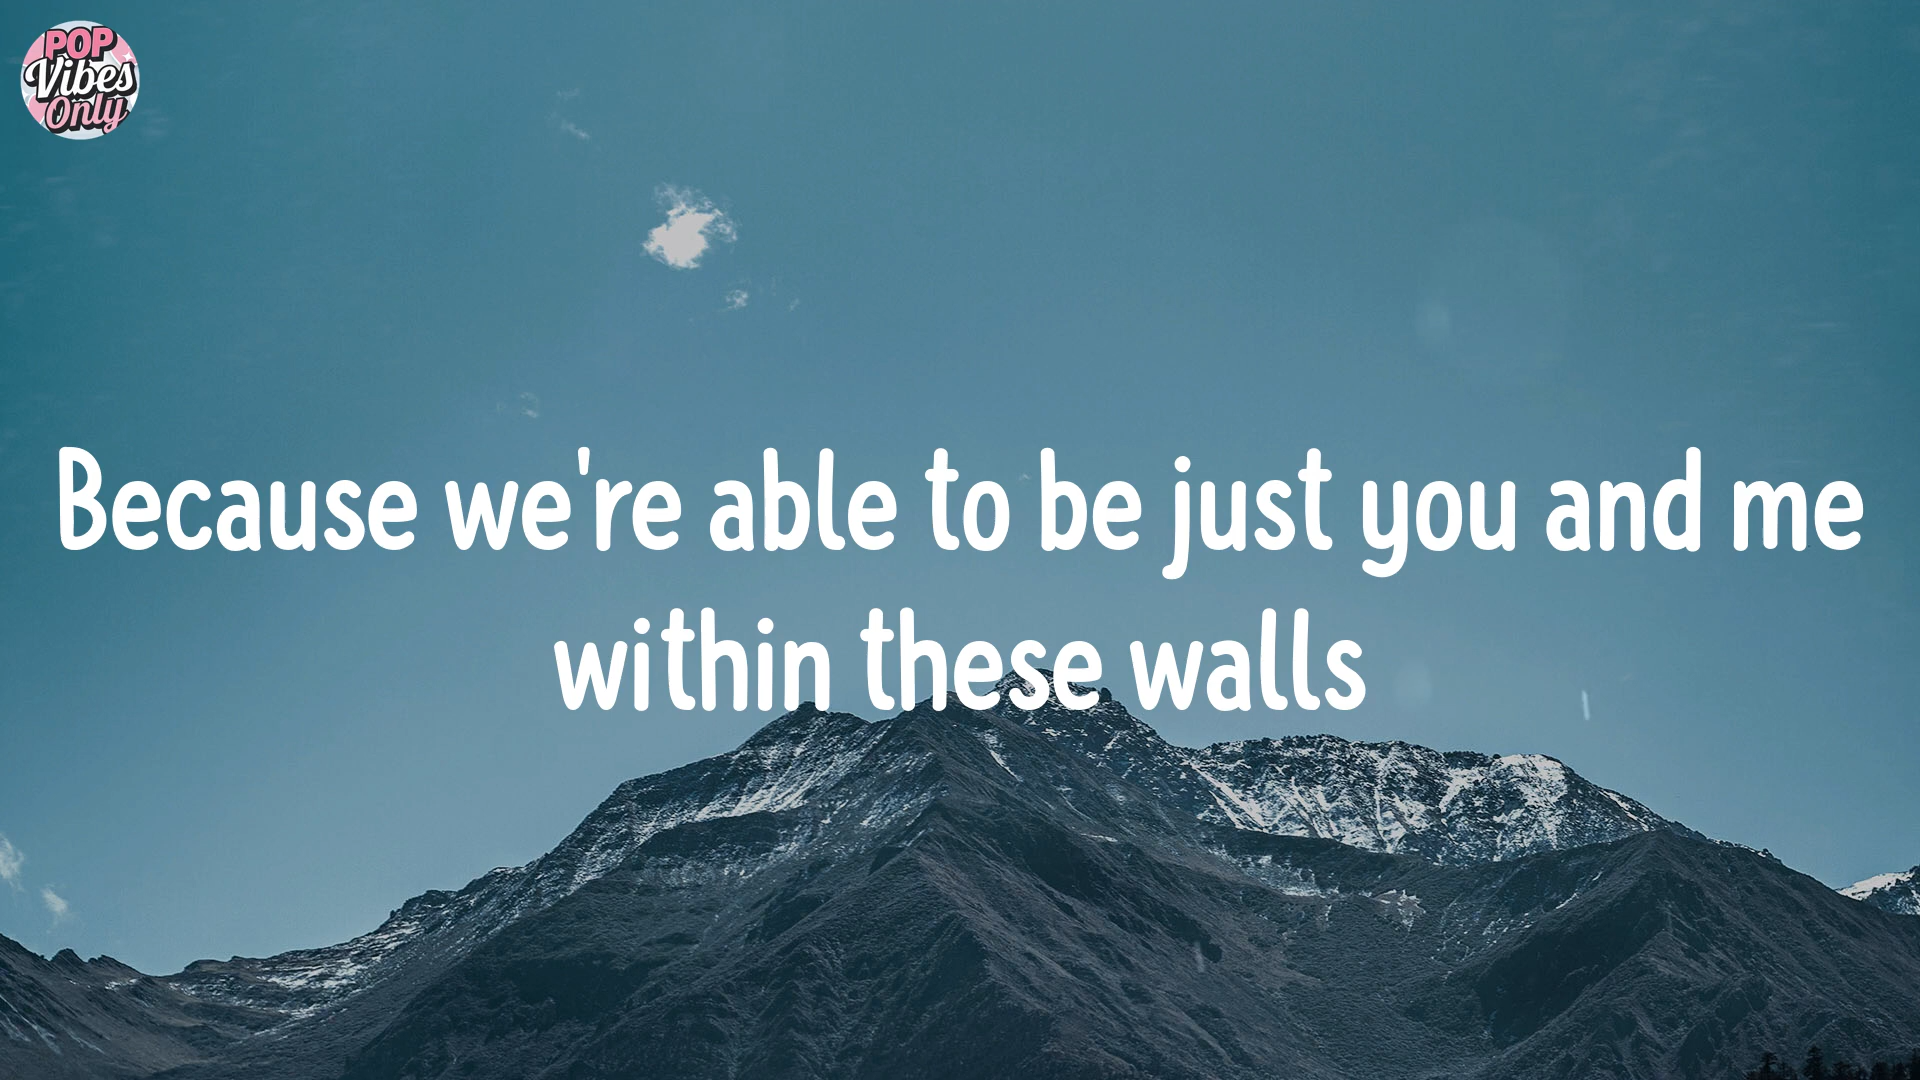 POP
Vibes
Only
Because we're able to be just you and me
within these walls